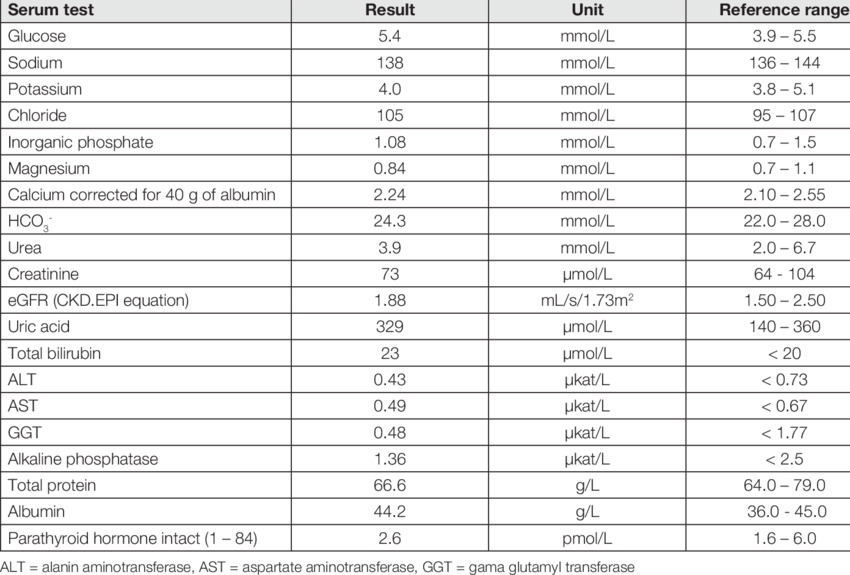 Serum test Result Unit Reference range
Glucose 5.4 mmol/L 3.9 – 5.5
Sodium 138 mmol/L 136 – 144
Potassium 4.0 mmol/L 3.8 – 5.1
Chloride 105 mmol/L 95 – 107
Inorganic phosphate 1.08 mmol/L 0.7 – 1.5
Magnesium 0.84 mmol/L 0.7 – 1.1
Calcium corrected for 40 g of albumin 2.24 mmol/L 2.10 – 2.55
HCO₃⁻ 24.3 mmol/L 22.0 – 28.0
Urea 3.9 mmol/L 2.0 – 6.7
Creatinine 73 µmol/L 64 - 104
eGFR (CKD.EPI equation) 1.88 mL/s/1.73m² 1.50 – 2.50
Uric acid 329 µmol/L 140 – 360
Total bilirubin 23 µmol/L < 20
ALT 0.43 µkat/L < 0.73
AST 0.49 µkat/L < 0.67
GGT 0.48 µkat/L < 1.77
Alkaline phosphatase 1.36 µkat/L < 2.5
Total protein 66.6 g/L 64.0 – 79.0
Albumin 44.2 g/L 36.0 - 45.0
Parathyroid hormone intact (1 – 84) 2.6 pmol/L 1.6 – 6.0
ALT = alanin aminotransferase, AST = aspartate aminotransferase, GGT = gama glutamyl transferase